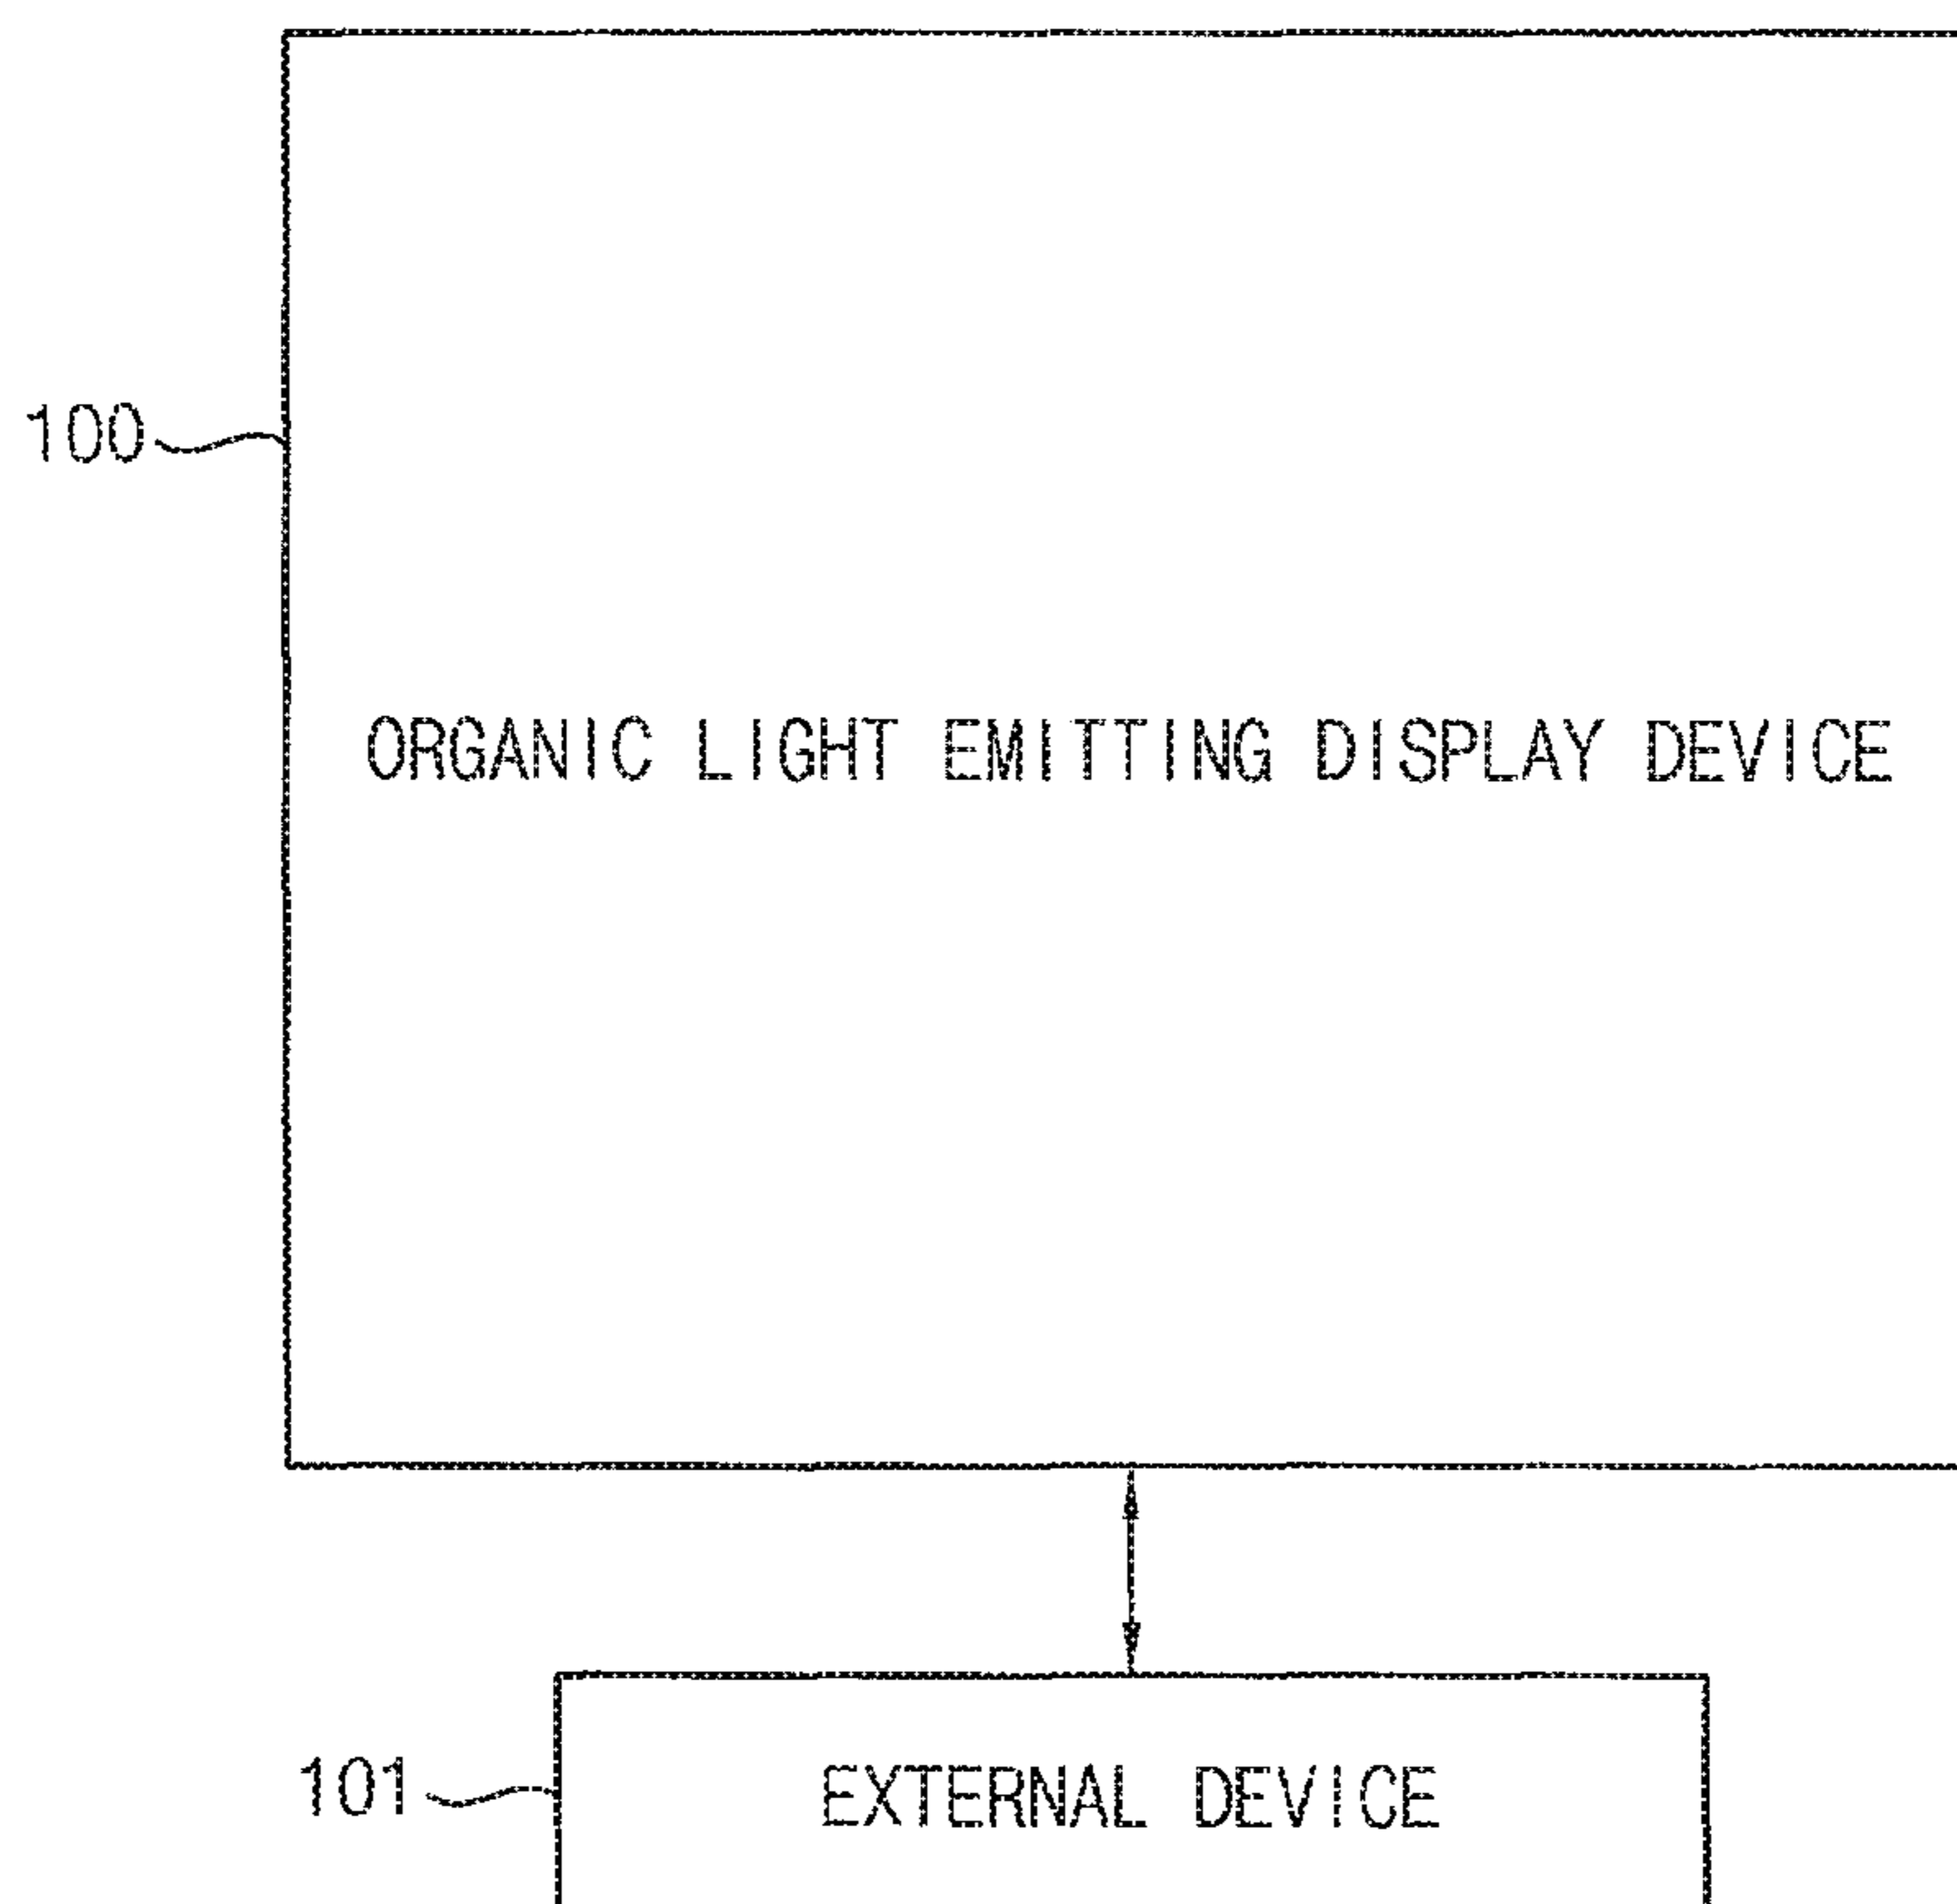 100
ORGANIC LIGHT EMITTING DISPLAY DEVICE
101 EXTERNAL DEVICE